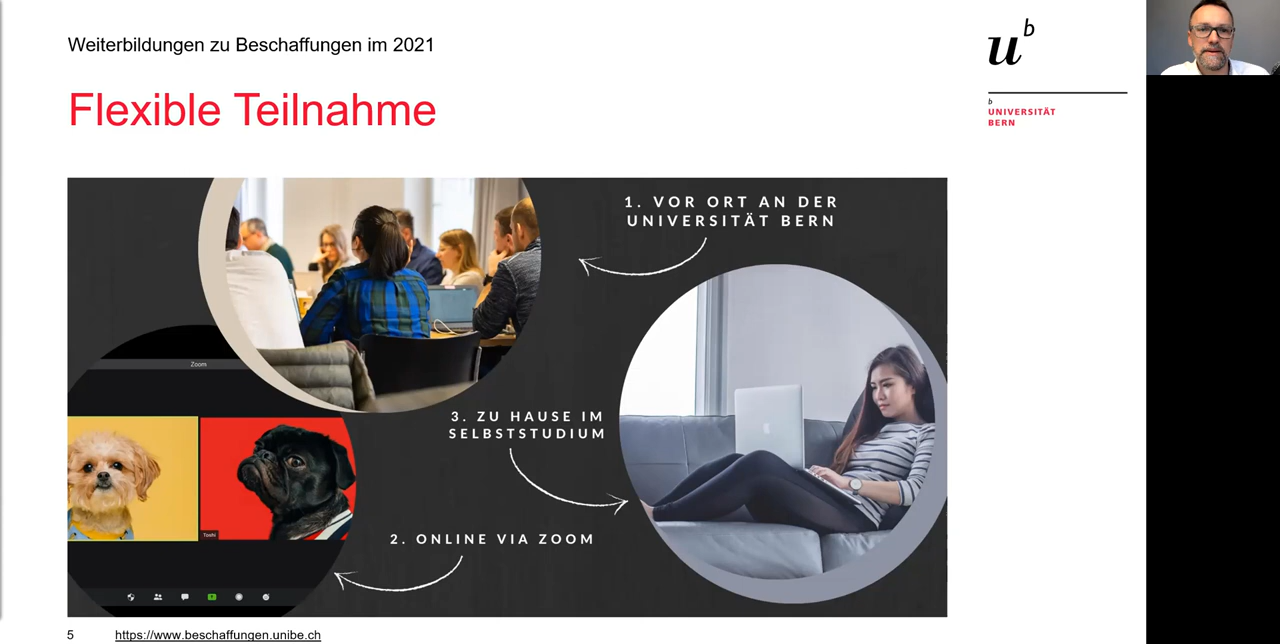 Weiterbildungen zu Beschaffungen im 2021
Flexible Teilnahme
u b
b
UNIVERSITÄT
BERN
1. VOR ORT AN DER
UNIVERSITÄT BERN
Zoom
3. ZU HAUSE IM
SELBSTSTUDIUM
Toshi
2. ONLINE VIA ZOOM
5 https://www.beschaffungen.unibe.ch